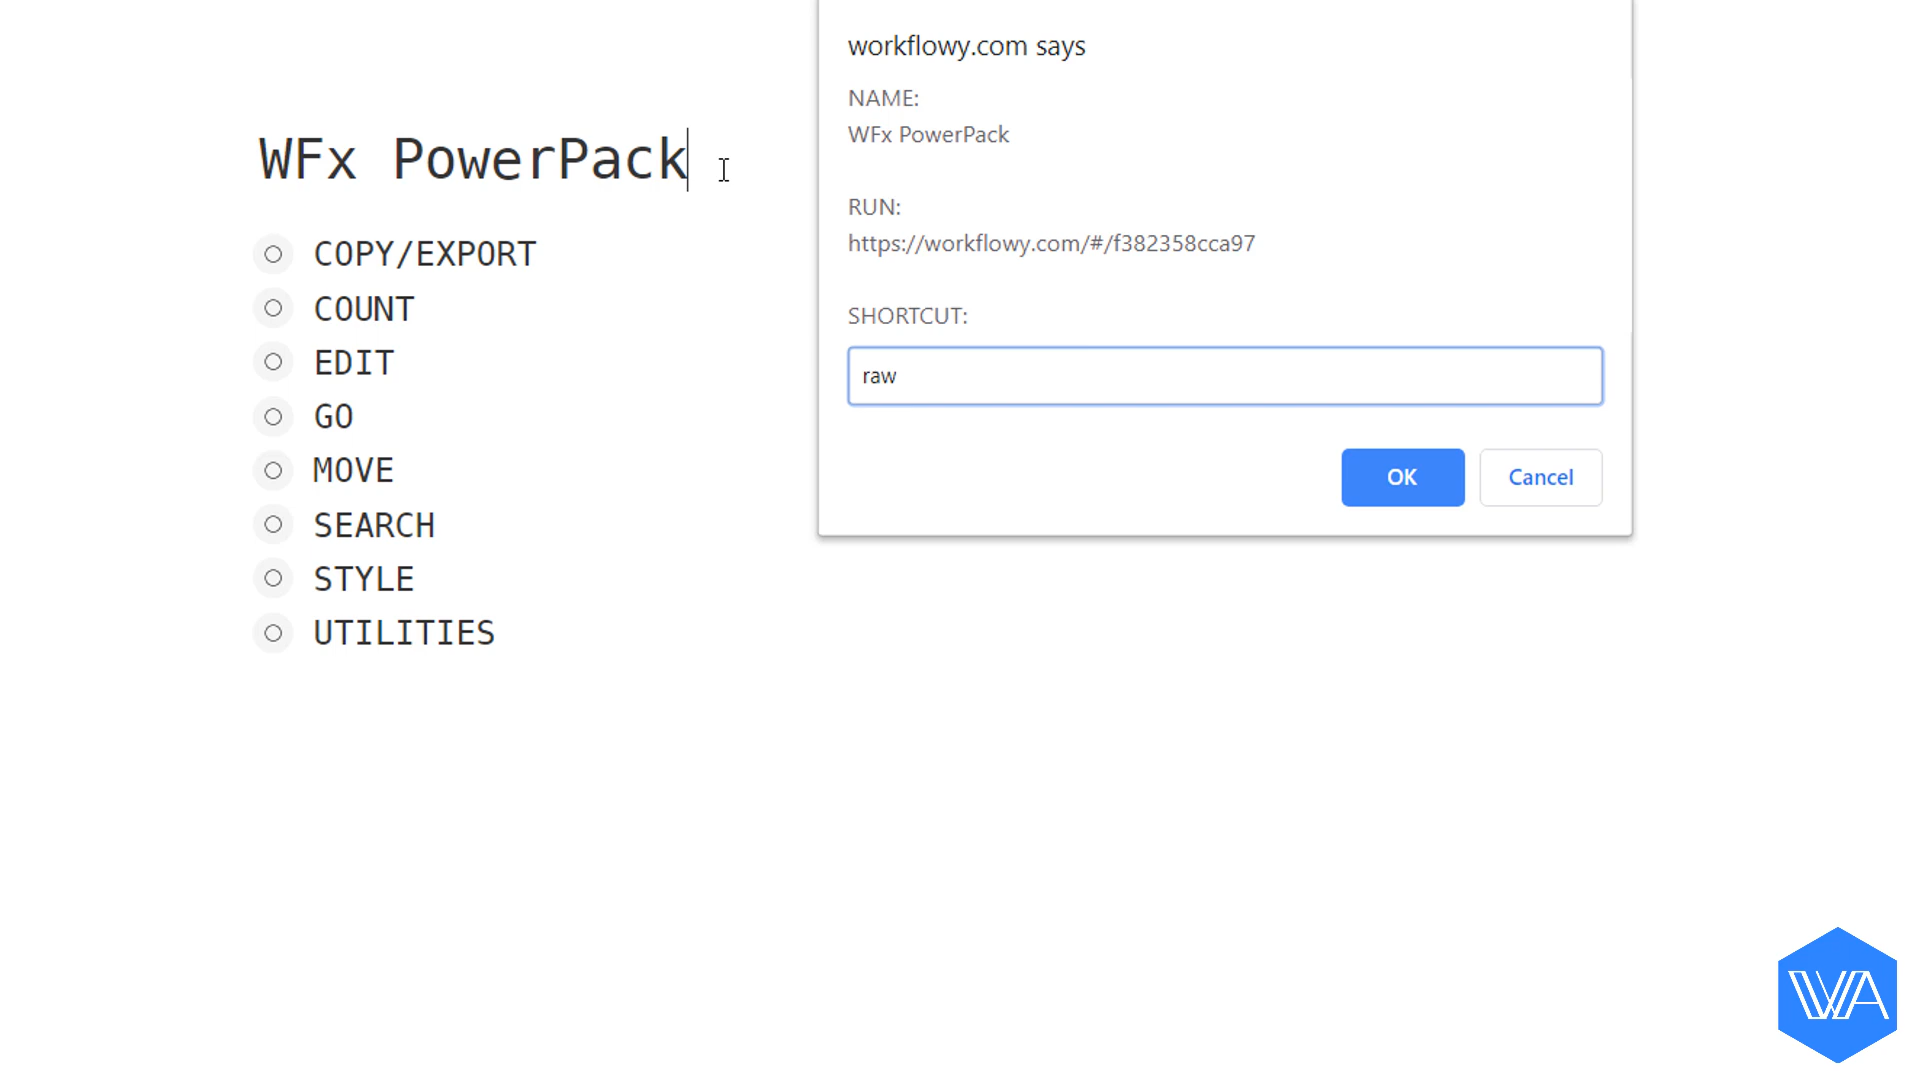 WFx PowerPack
COPY/EXPORT
COUNT
EDIT
GO
MOVE
SEARCH
STYLE
UTILITIES
workflowy.com says
NAME:
WFx PowerPack
RUN:
https://workflowy.com/#/f382358cca97
SHORTCUT:
raw
OK
Cancel
WA